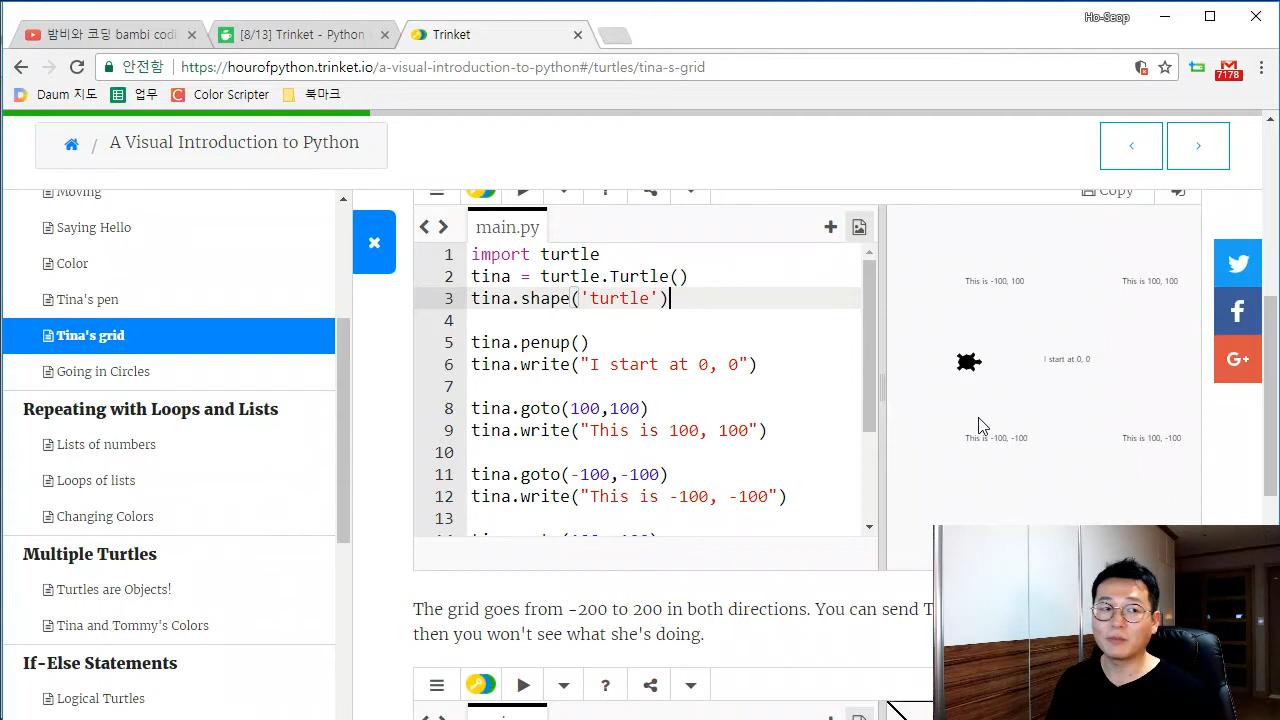 Ho-Seop
밤비와 코딩 bambi codi
[8/13] Trinket - Python
Trinket
안전함
https://hourofpython.trinket.io/a-visual-introduction-to-python#/turtles/tina-s-grid
7178
Daum 지도
업무
Color Scripter
북마크
/ A Visual Introduction to Python
Moving
Saying Hello
Color
Tina's pen
Tina's grid
Going in Circles
Repeating with Loops and Lists
Lists of numbers
Loops of lists
Changing Colors
Multiple Turtles
Turtles are Objects!
Tina and Tommy's Colors
If-Else Statements
Logical Turtles
Copy
main.py
1 import turtle
2 tina = turtle.Turtle()
3 tina.shape('turtle')
4
5 tina.penup()
6 tina.write("I start at 0, 0")
7
8 tina.goto(100,100)
9 tina.write("This is 100, 100")
10
11 tina.goto(-100,-100)
12 tina.write("This is -100, -100")
13
This is -100, 100
This is 100, 100
I start at 0, 0
This is -100, -100
This is 100, -100
The grid goes from -200 to 200 in both directions. You can send T
then you won't see what she's doing.
G+